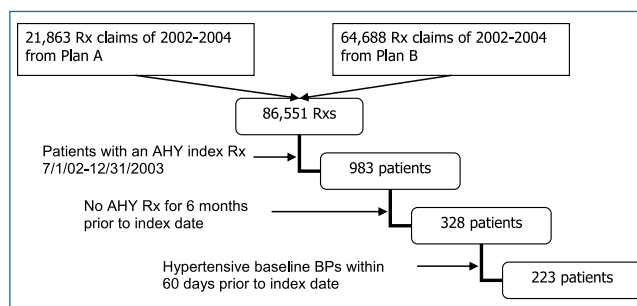 21,863 Rx claims of 2002-2004
from Plan A
64,688 Rx claims of 2002-2004
from Plan B
86,551 Rxs
Patients with an AHY index Rx
7/1/02-12/31/2003
983 patients
No AHY Rx for 6 months
prior to index date
328 patients
Hypertensive baseline BPs within
60 days prior to index date
223 patients